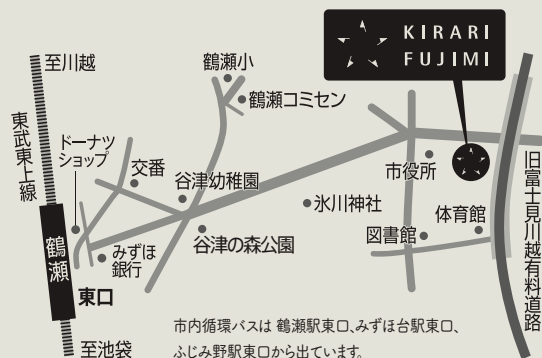 KIRARI
FUJIMI
至川越
鶴瀬小
鶴瀬コミセン
東武東上線
ドーナツ
ショップ
交番
谷津幼稚園
市役所
旧富士見川越有料道路
氷川神社
体育館
図書館
谷津の森公園
みずほ
銀行
鶴瀬
東口
至池袋
市内循環バスは 鶴瀬駅東口、みずほ台駅東口、
ふじみ野駅東口から出ています。